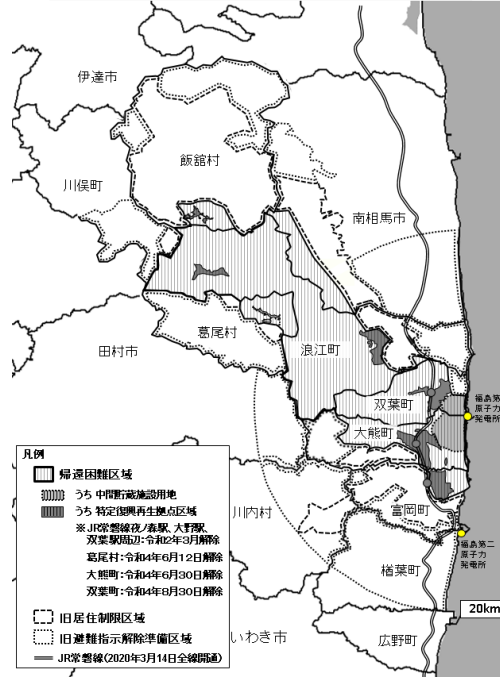 伊達市
飯舘村
川俣町
南相馬市
葛尾村
田村市
浪江町
双葉町
福島第一
原子力
発電所
大熊町
富岡町
川内村
福島第二
原子力
発電所
楢葉町
20km
いわき市
広野町
凡例
帰還困難区域
うち 中間貯蔵施設用地
うち 特定復興再生拠点区域
※JR常磐線夜ノ森駅、大野駅、
双葉駅周辺：令和2年3月解除
葛尾村：令和4年6月12日解除
大熊町：令和4年6月30日解除
双葉町：令和4年8月30日解除
旧居住制限区域
旧避難指示解除準備区域
JR常磐線(2020年3月14日全線開通)